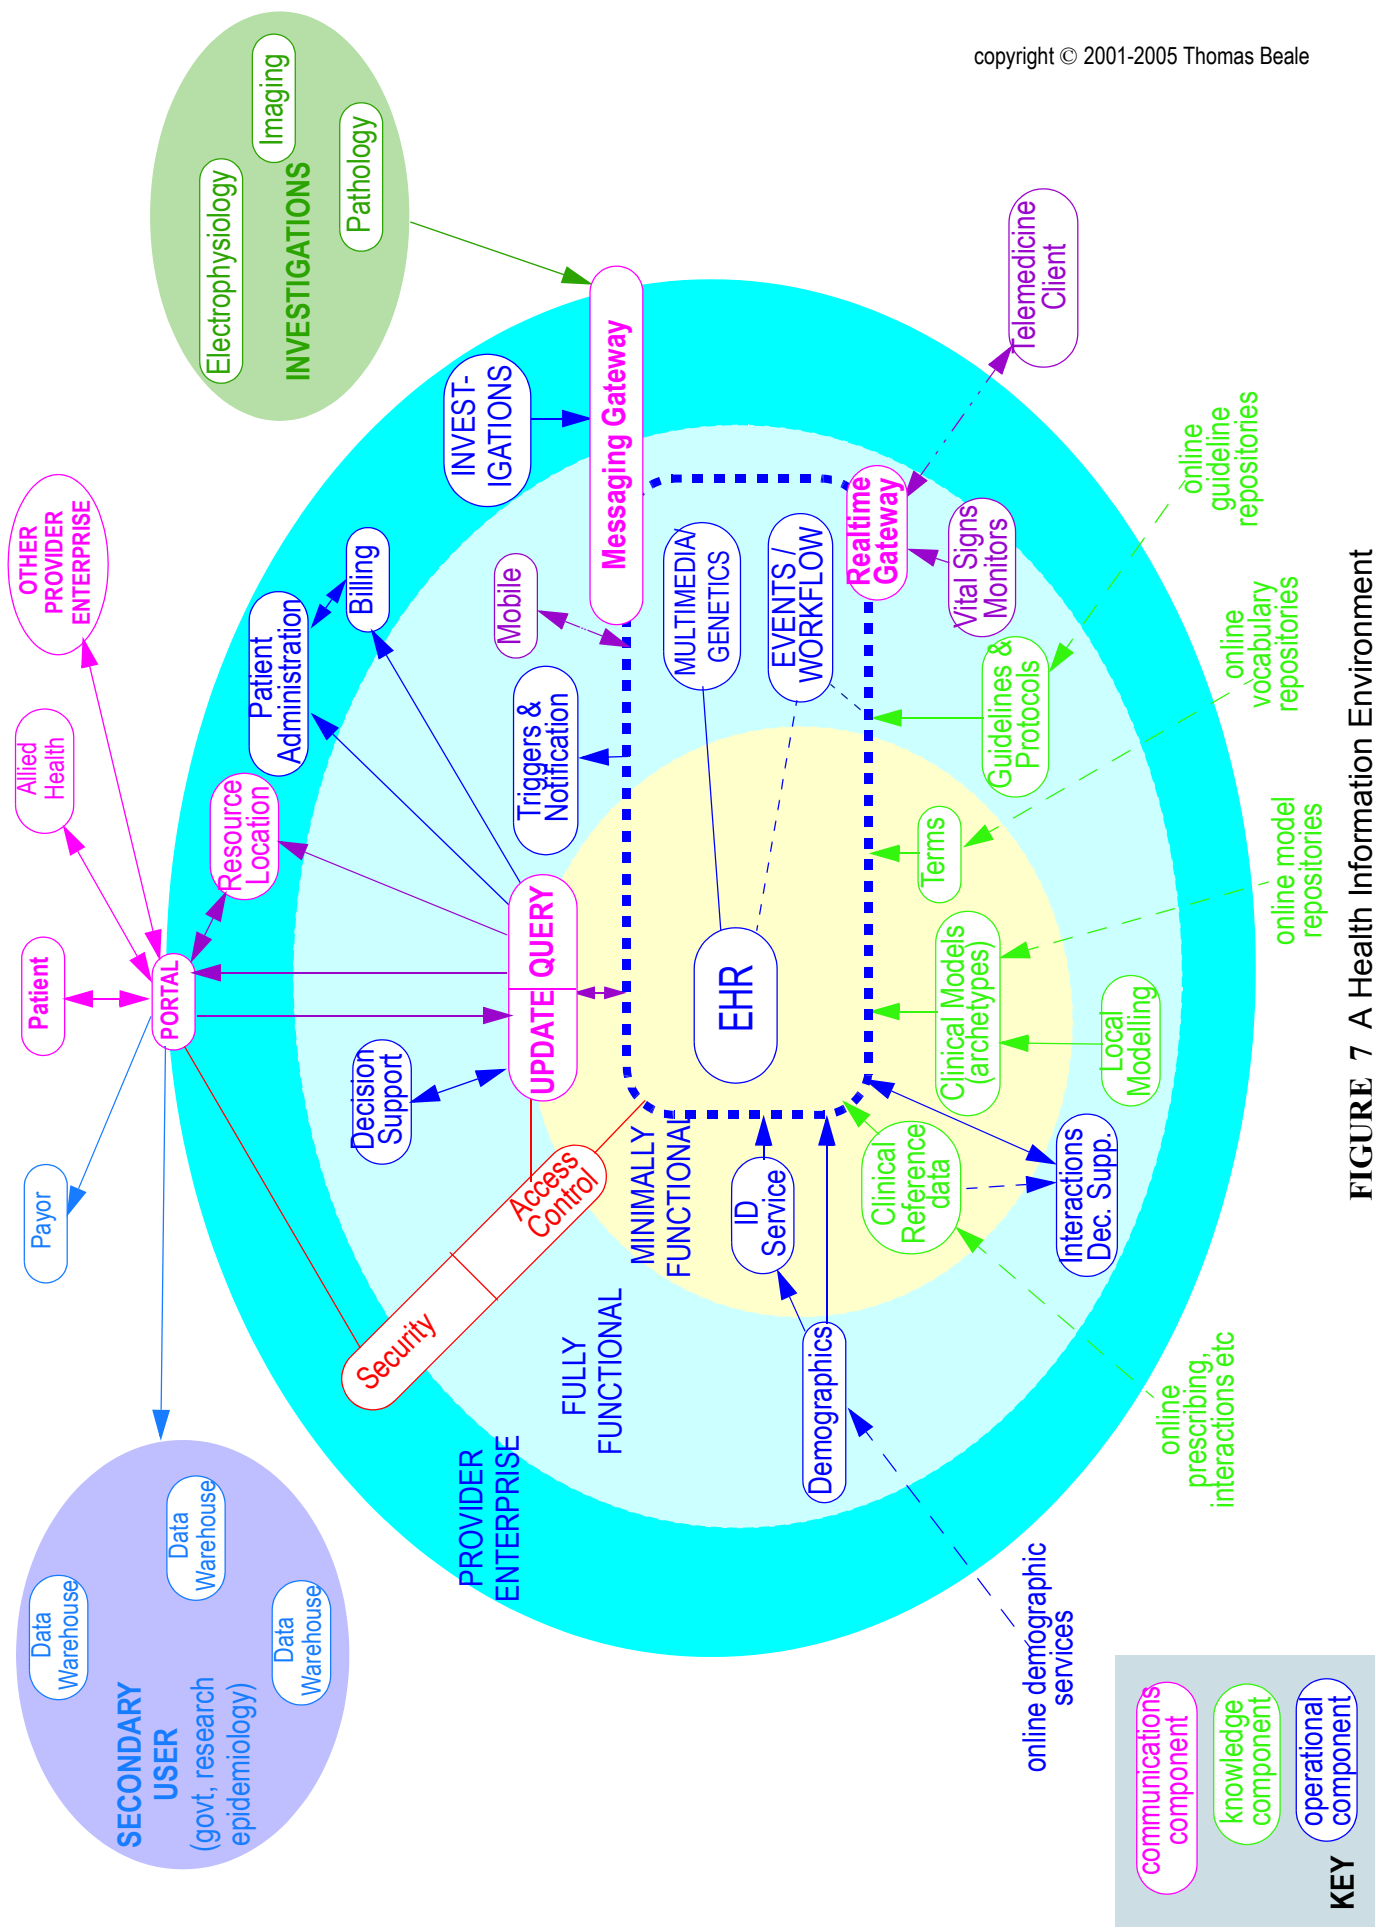 copyright © 2001-2005 Thomas Beale
SECONDARY
USER
(govt, research
epidemiology)
Data
Warehouse
Data
Warehouse
Data
Warehouse
Payor
Patient
Allied
Health
OTHER
PROVIDER
ENTERPRISE
Electrophysiology
Imaging
INVESTIGATIONS
Pathology
PORTAL
Resource
Location
Patient
Administration
Billing
INVEST-
IGATIONS
Messaging Gateway
Security
Access
Control
Decision
Support
UPDATE
QUERY
Triggers &
Notification
Mobile
PROVIDER
ENTERPRISE
FULLY
FUNCTIONAL
MINIMALLY
FUNCTIONAL
EHR
MULTIMEDIA/
GENETICS
EVENTS /
WORKFLOW
Realtime
Gateway
Vital Signs
Monitors
Telemedicine
Client
ID
Service
Demographics
Clinical
Reference
data
Interactions
Dec. Supp.
Clinical Models
(archetypes)
Local
Modelling
Terms
Guidelines &
Protocols
online demographic
services
online
prescribing,
interactions etc
online model
repositories
online
vocabulary
repositories
online
guideline
repositories
KEY
communications
component
knowledge
component
operational
component
FIGURE 7 A Health Information Environment